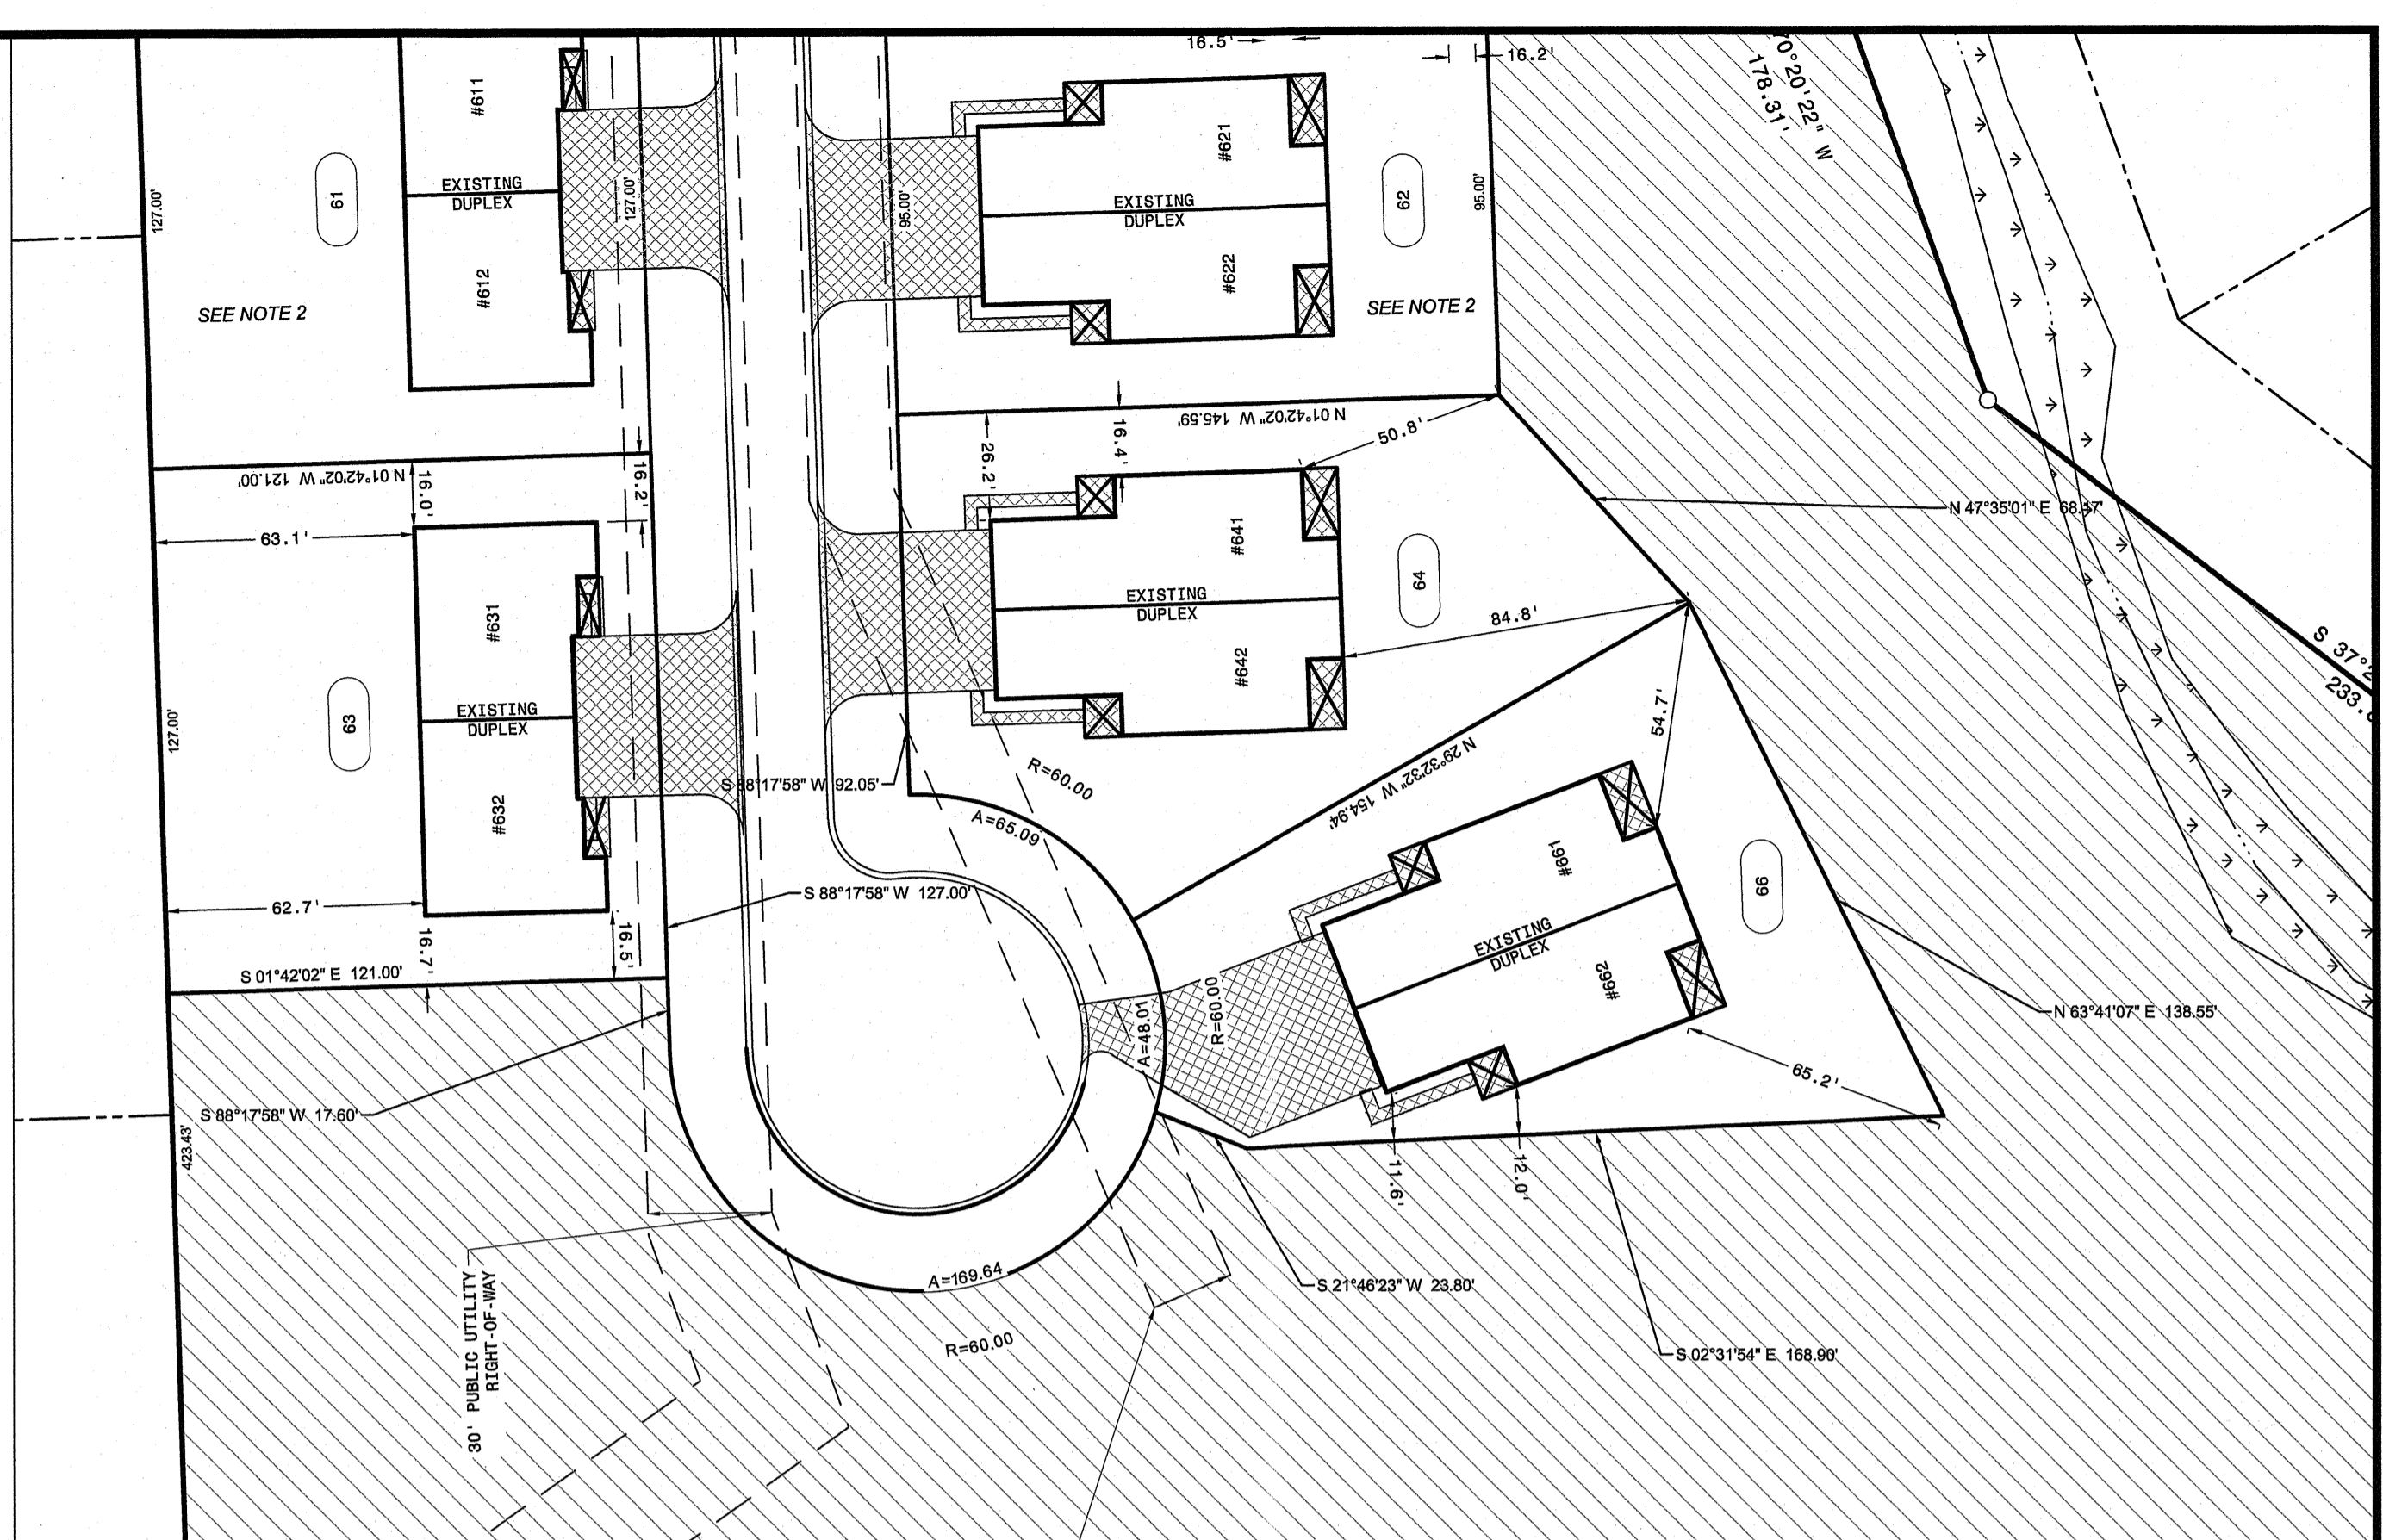 16.5'
16.2'
70°20'22" W
178.31'
#611
#621
61
EXISTING
DUPLEX
127.00'
127.00'
95.00'
EXISTING
DUPLEX
62
95.00'
#612
#622
SEE NOTE 2
SEE NOTE 2
N 01°42'02" W 145.59'
50.8'
16.4'
26.2'
N 01°42'02" W 121.00'
16.0'
16.2'
63.1'
N 47°35'01" E 68.17'
#641
64
EXISTING
DUPLEX
84.8'
#631
#642
S 37°2
233.
54.7'
63
EXISTING
DUPLEX
127.00'
S 88°17'58" W 92.05'
R=60.00
N 29°32'32" W 154.94'
#632
A=65.09
#661
66
S 88°17'58" W 127.00'
62.7'
EXISTING
DUPLEX
16.7'
16.5'
S 01°42'02" E 121.00'
#662
R=60.00
A=48.01
N 63°41'07" E 138.55'
65.2'
S 88°17'58" W 17.60'
423.43'
11.6'
12.0'
A=169.64
S 21°46'23" W 23.80'
30' PUBLIC UTILITY
RIGHT-OF-WAY
R=60.00
S 02°31'54" E 168.90'